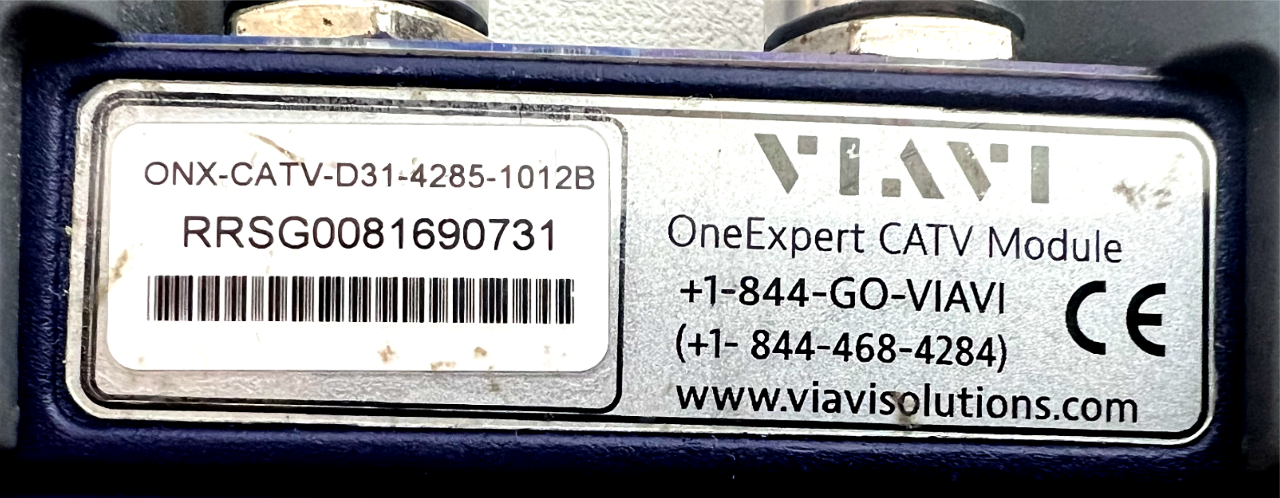 ONX-CATV-D31-4285-1012B
RRSG0081690731
VIAVI
OneExpert CATV Module
+1-844-GO-VIAVI
(+1- 844-468-4284)
www.viavisolutions.com
CE